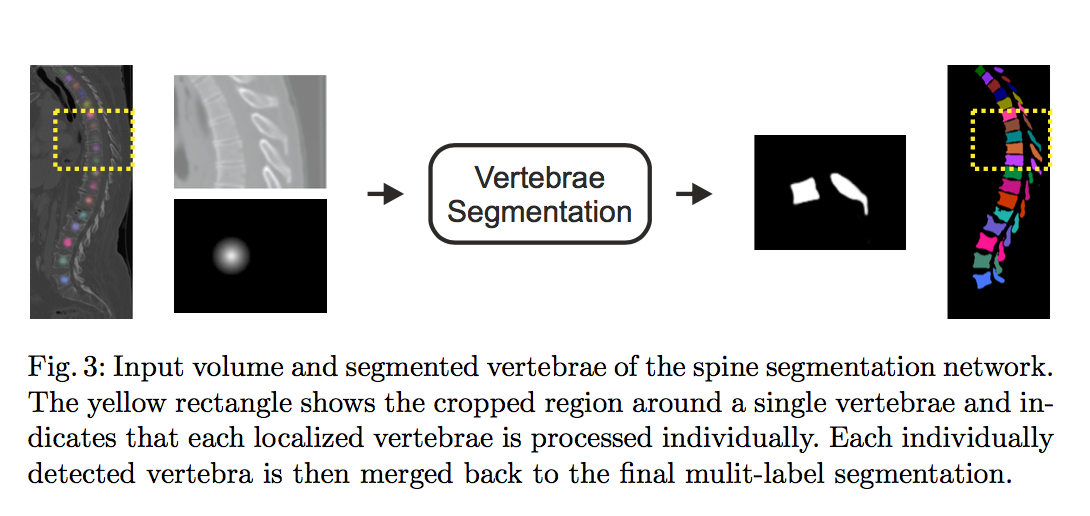 Vertebrae
Segmentation
Fig. 3: Input volume and segmented vertebrae of the spine segmentation network.
The yellow rectangle shows the cropped region around a single vertebrae and in-
dicates that each localized vertebrae is processed individually. Each individually
detected vertebra is then merged back to the final mulit-label segmentation.